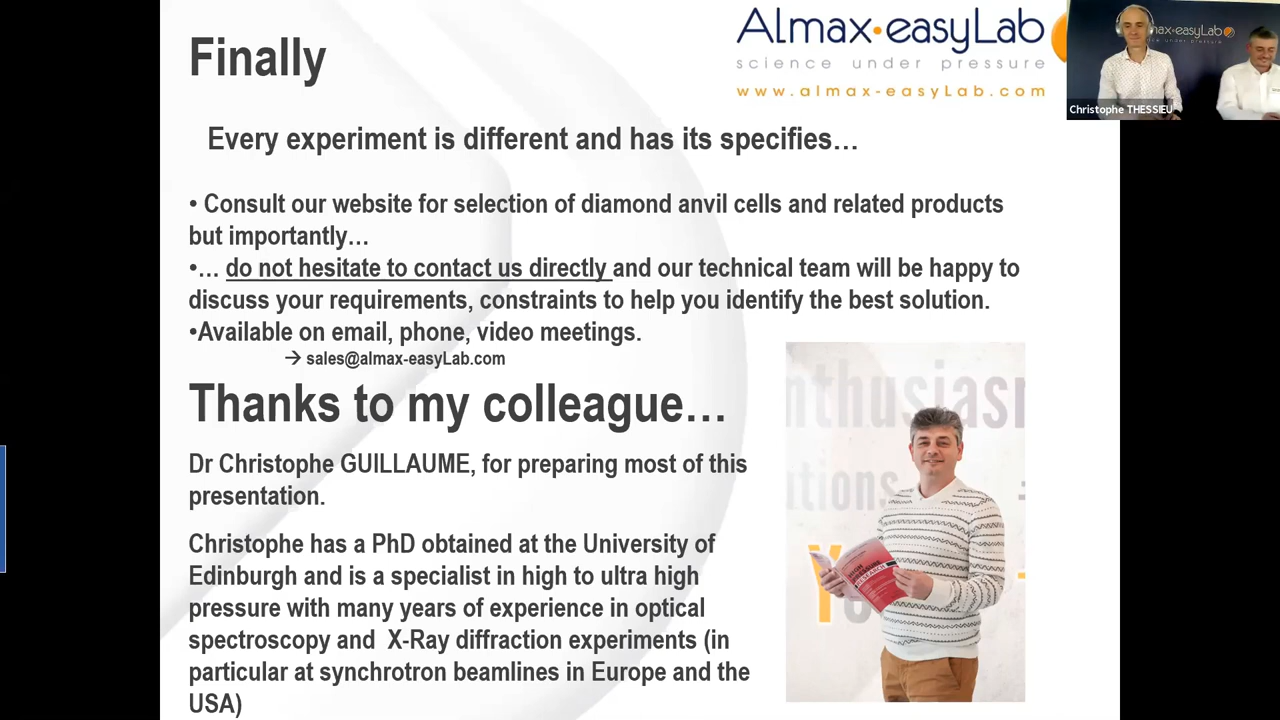 Finally
Almax•easyLab
science under pressure
www.almax-easyLab.com
max•easyLab
Christophe THESSIEU
Every experiment is different and has its specifies…
• Consult our website for selection of diamond anvil cells and related products
but importantly…
•… do not hesitate to contact us directly and our technical team will be happy to
discuss your requirements, constraints to help you identify the best solution.
•Available on email, phone, video meetings.
→ sales@almax-easyLab.com
Thanks to my colleague…
Dr Christophe GUILLAUME, for preparing most of this
presentation.
Christophe has a PhD obtained at the University of
Edinburgh and is a specialist in high to ultra high
pressure with many years of experience in optical
spectroscopy and X-Ray diffraction experiments (in
particular at synchrotron beamlines in Europe and the
USA)
nthusias
utions
HIGH
RESEARCH